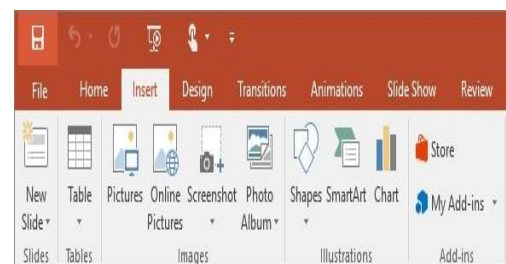 File Home Insert Design Transitions Animations Slide Show Review
New Slide Table Pictures Online Pictures Screenshot Photo Album Shapes SmartArt Chart Store
My Add-ins
Slides Tables Images Illustrations Add-ins